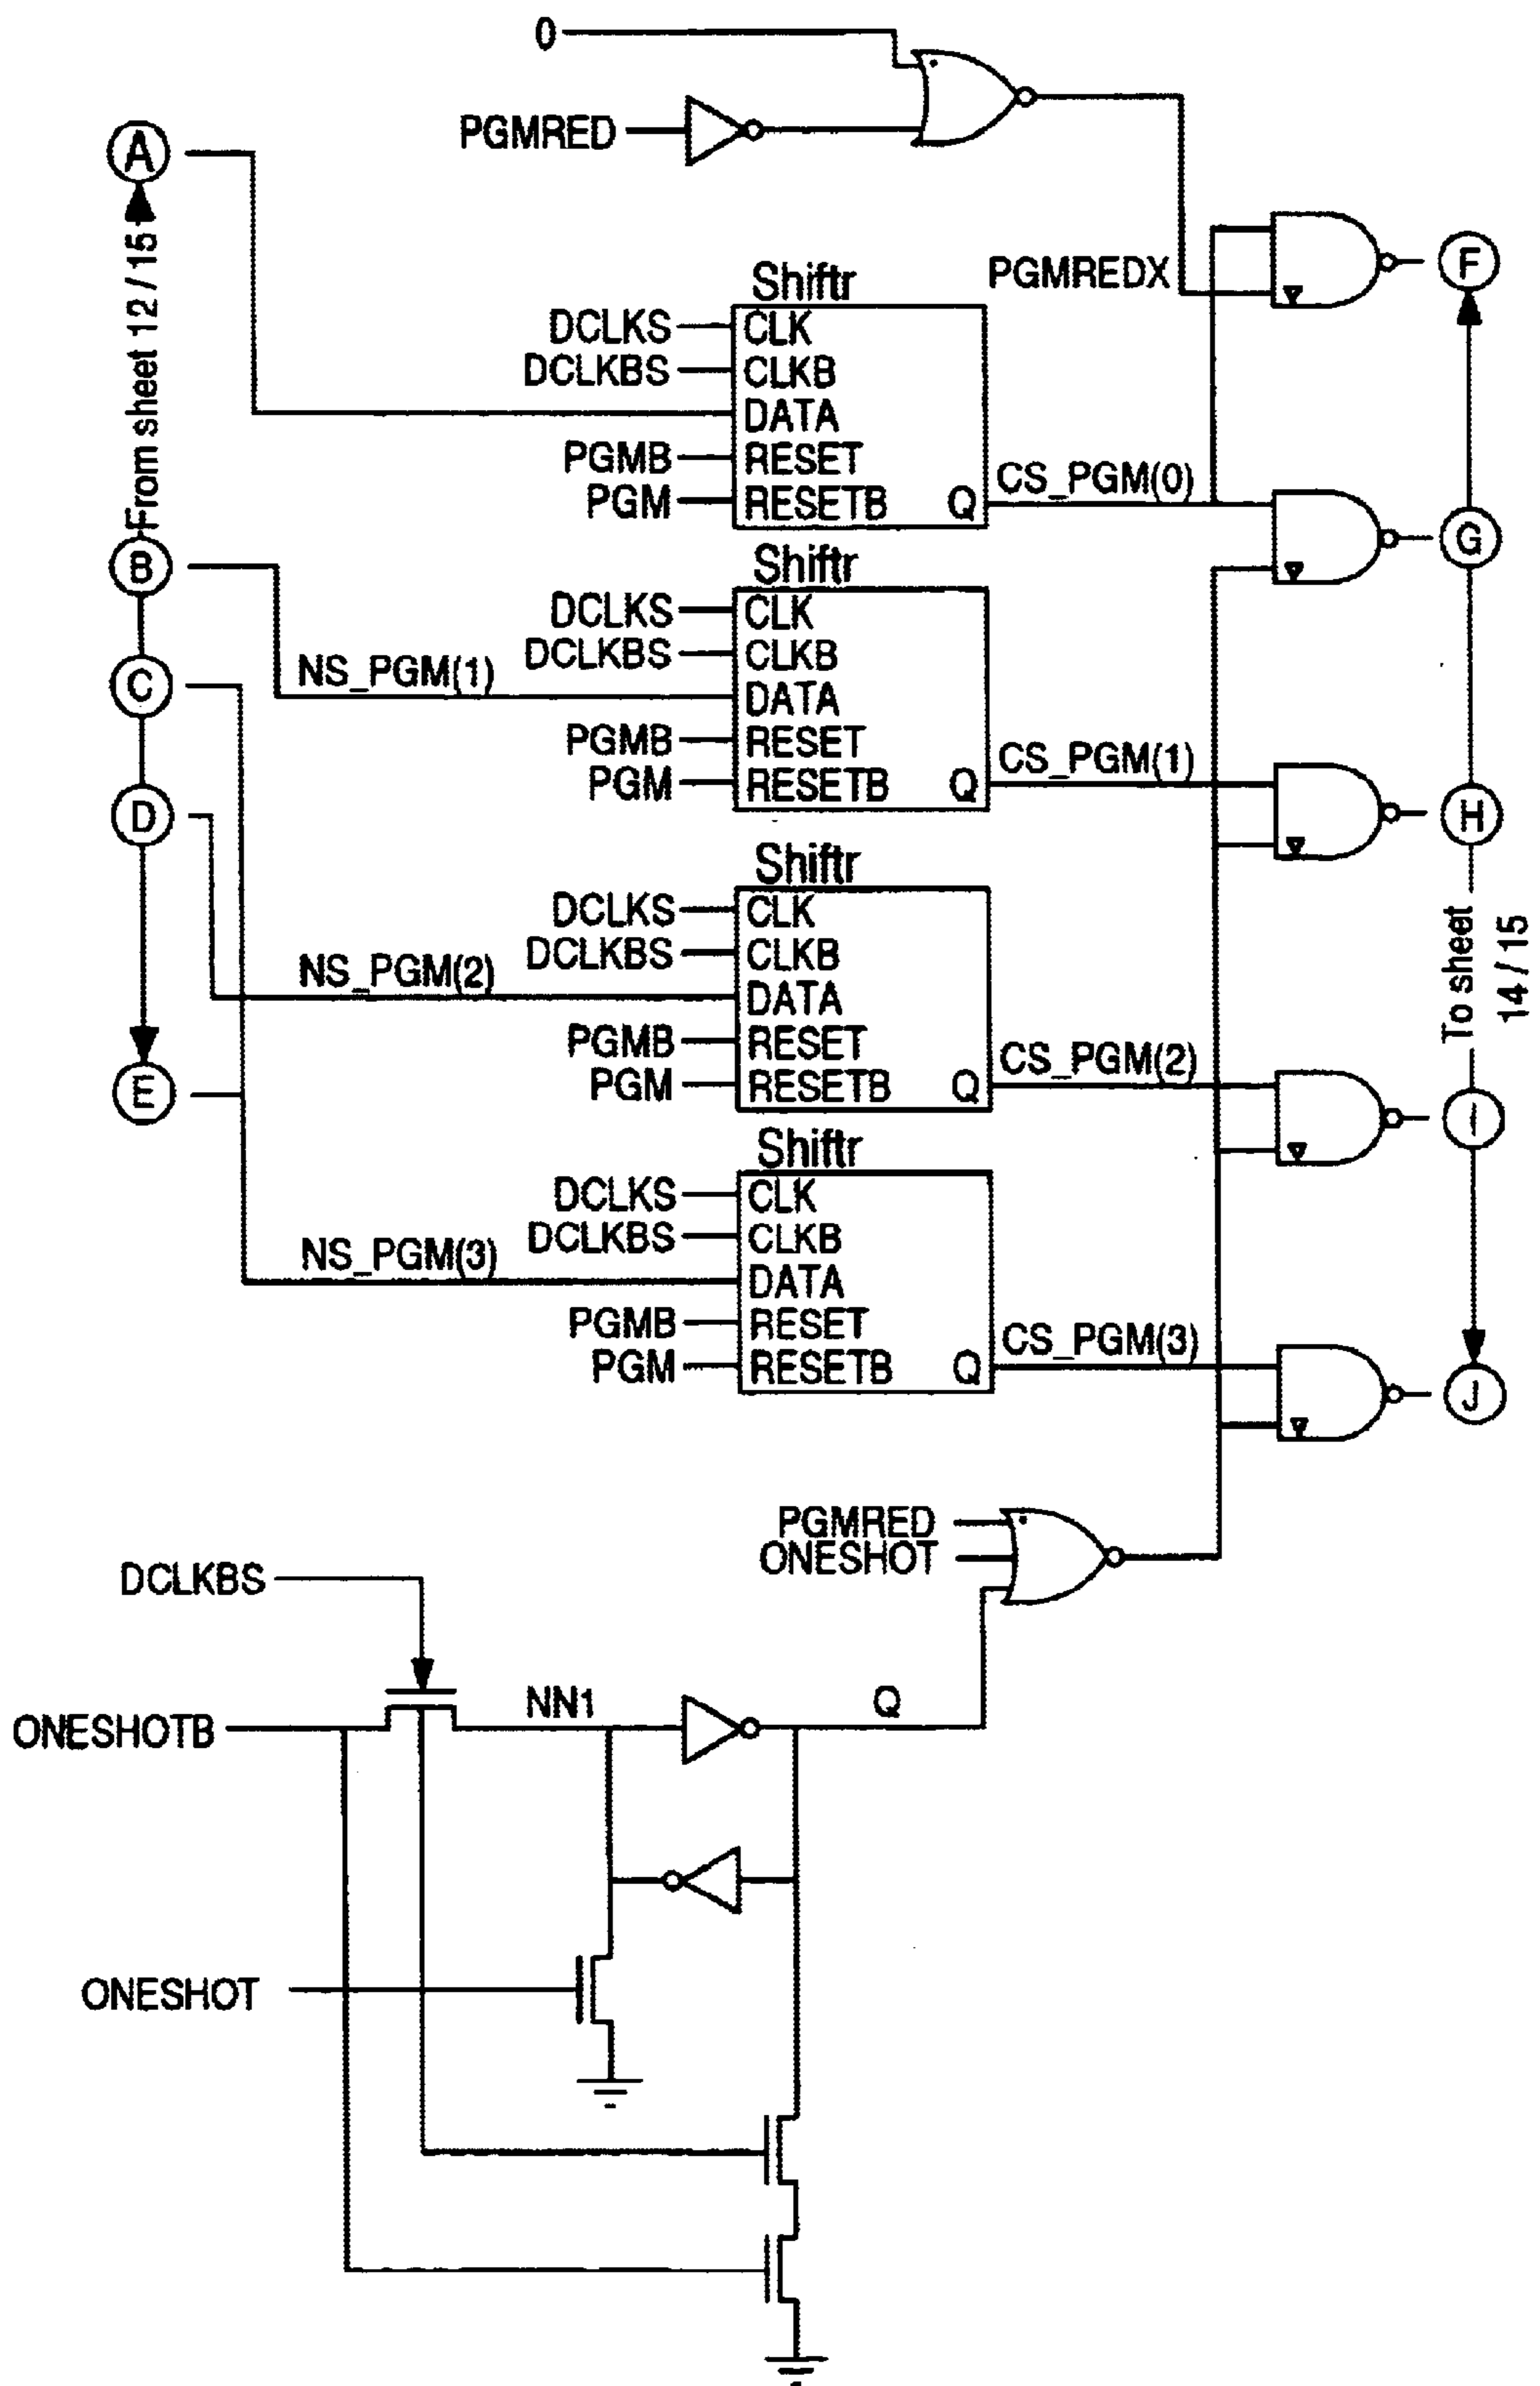 0
PGMRED
A
From sheet 12 / 15
PGMREDX
F
Shiftr
DCLKS
CLK
DCLKBS
CLKB
DATA
PGMB
RESET
PGM
RESETB
Q
CS_PGM(0)
G
B
Shiftr
DCLKS
CLK
DCLKBS
CLKB
C
NS_PGM(1)
DATA
PGMB
RESET
PGM
RESETB
Q
CS_PGM(1)
H
D
Shiftr
DCLKS
CLK
DCLKBS
CLKB
NS_PGM(2)
DATA
PGMB
RESET
PGM
RESETB
Q
CS_PGM(2)
To sheet
14 / 15
E
I
Shiftr
DCLKS
CLK
DCLKBS
CLKB
NS_PGM(3)
DATA
PGMB
RESET
PGM
RESETB
Q
CS_PGM(3)
J
PGMRED
ONESHOT
DCLKBS
ONESHOTB
NN1
Q
ONESHOT